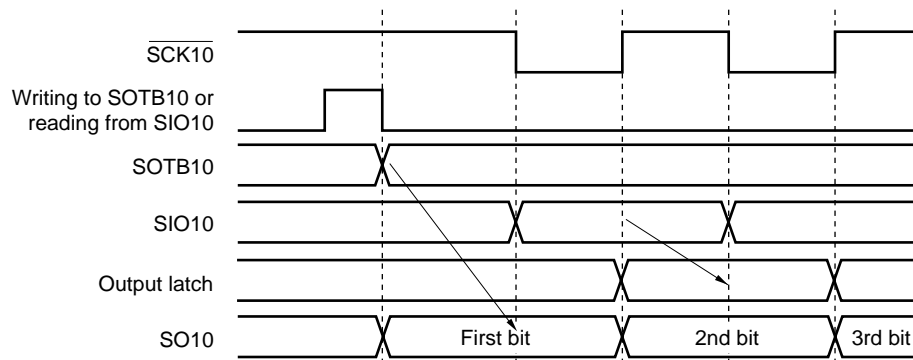 SCK10
Writing to SOTB10 or
reading from SIO10
SOTB10
SIO10
Output latch
SO10
First bit
2nd bit
3rd bit